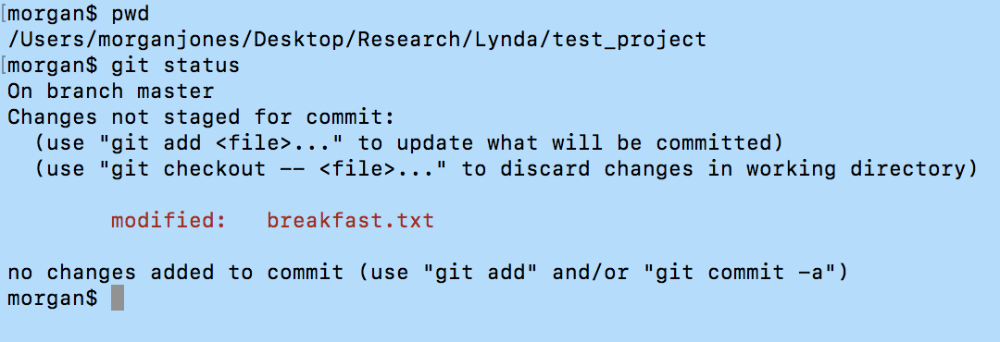 [morgan$ pwd
/Users/morganjones/Desktop/Research/Lynda/test_project
[morgan$ git status
On branch master
Changes not staged for commit:
  (use "git add <file>..." to update what will be committed)
  (use "git checkout -- <file>..." to discard changes in working directory)

        modified:   breakfast.txt

no changes added to commit (use "git add" and/or "git commit -a")
morgan$